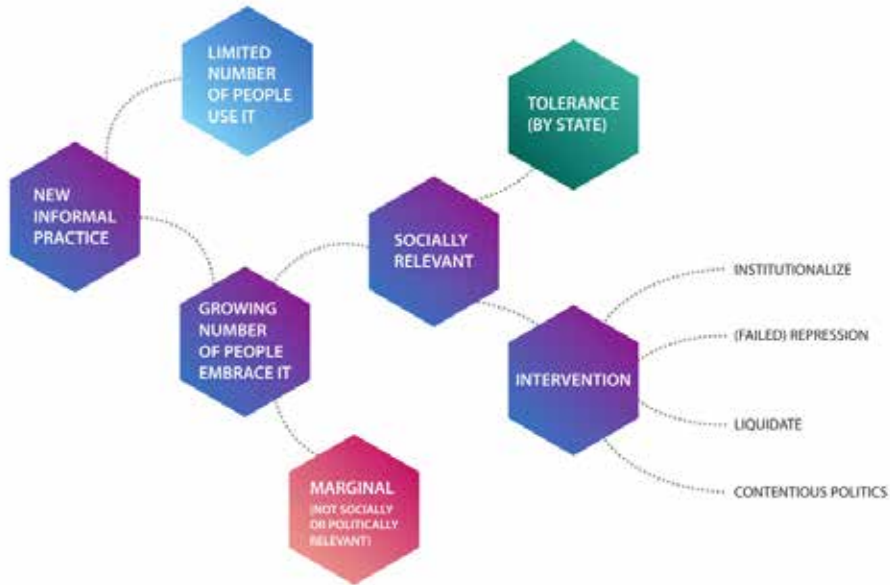 LIMITED
NUMBER
OF PEOPLE
USE IT
TOLERANCE
(BY STATE)
NEW
INFORMAL
PRACTICE
SOCIALLY
RELEVANT
GROWING
NUMBER
OF PEOPLE
EMBRACE IT
INTERVENTION
INSTITUTIONALIZE
(FAILED) REPRESSION
LIQUIDATE
CONTENTIOUS POLITICS
MARGINAL
(NOT SOCIALLY
OR POLITICALLY
RELEVANT)